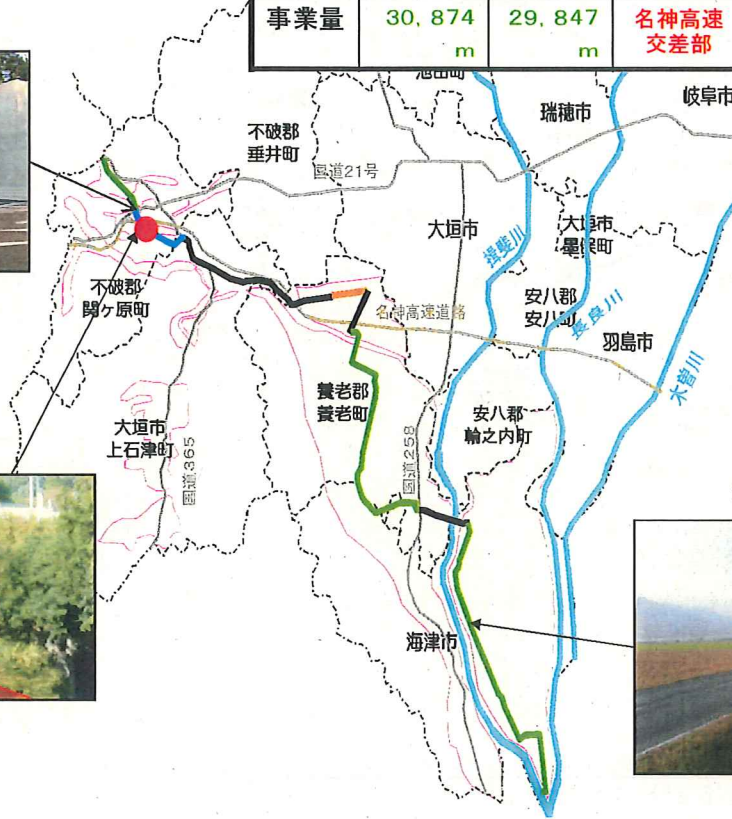 事業量
30,874
m
29,847
m
名神高速
交差部
池田町
岐阜市
瑞穂市
不破郡
垂井町
国道21号
大垣市
大垣市
墨俣町
揖斐川
不破郡
関ヶ原町
名神高速道路
安八郡
安八町
長良川
羽島市
木曽川
養老郡
養老町
大垣市
上石津町
国道365
安八郡
輪之内町
国道258
海津市